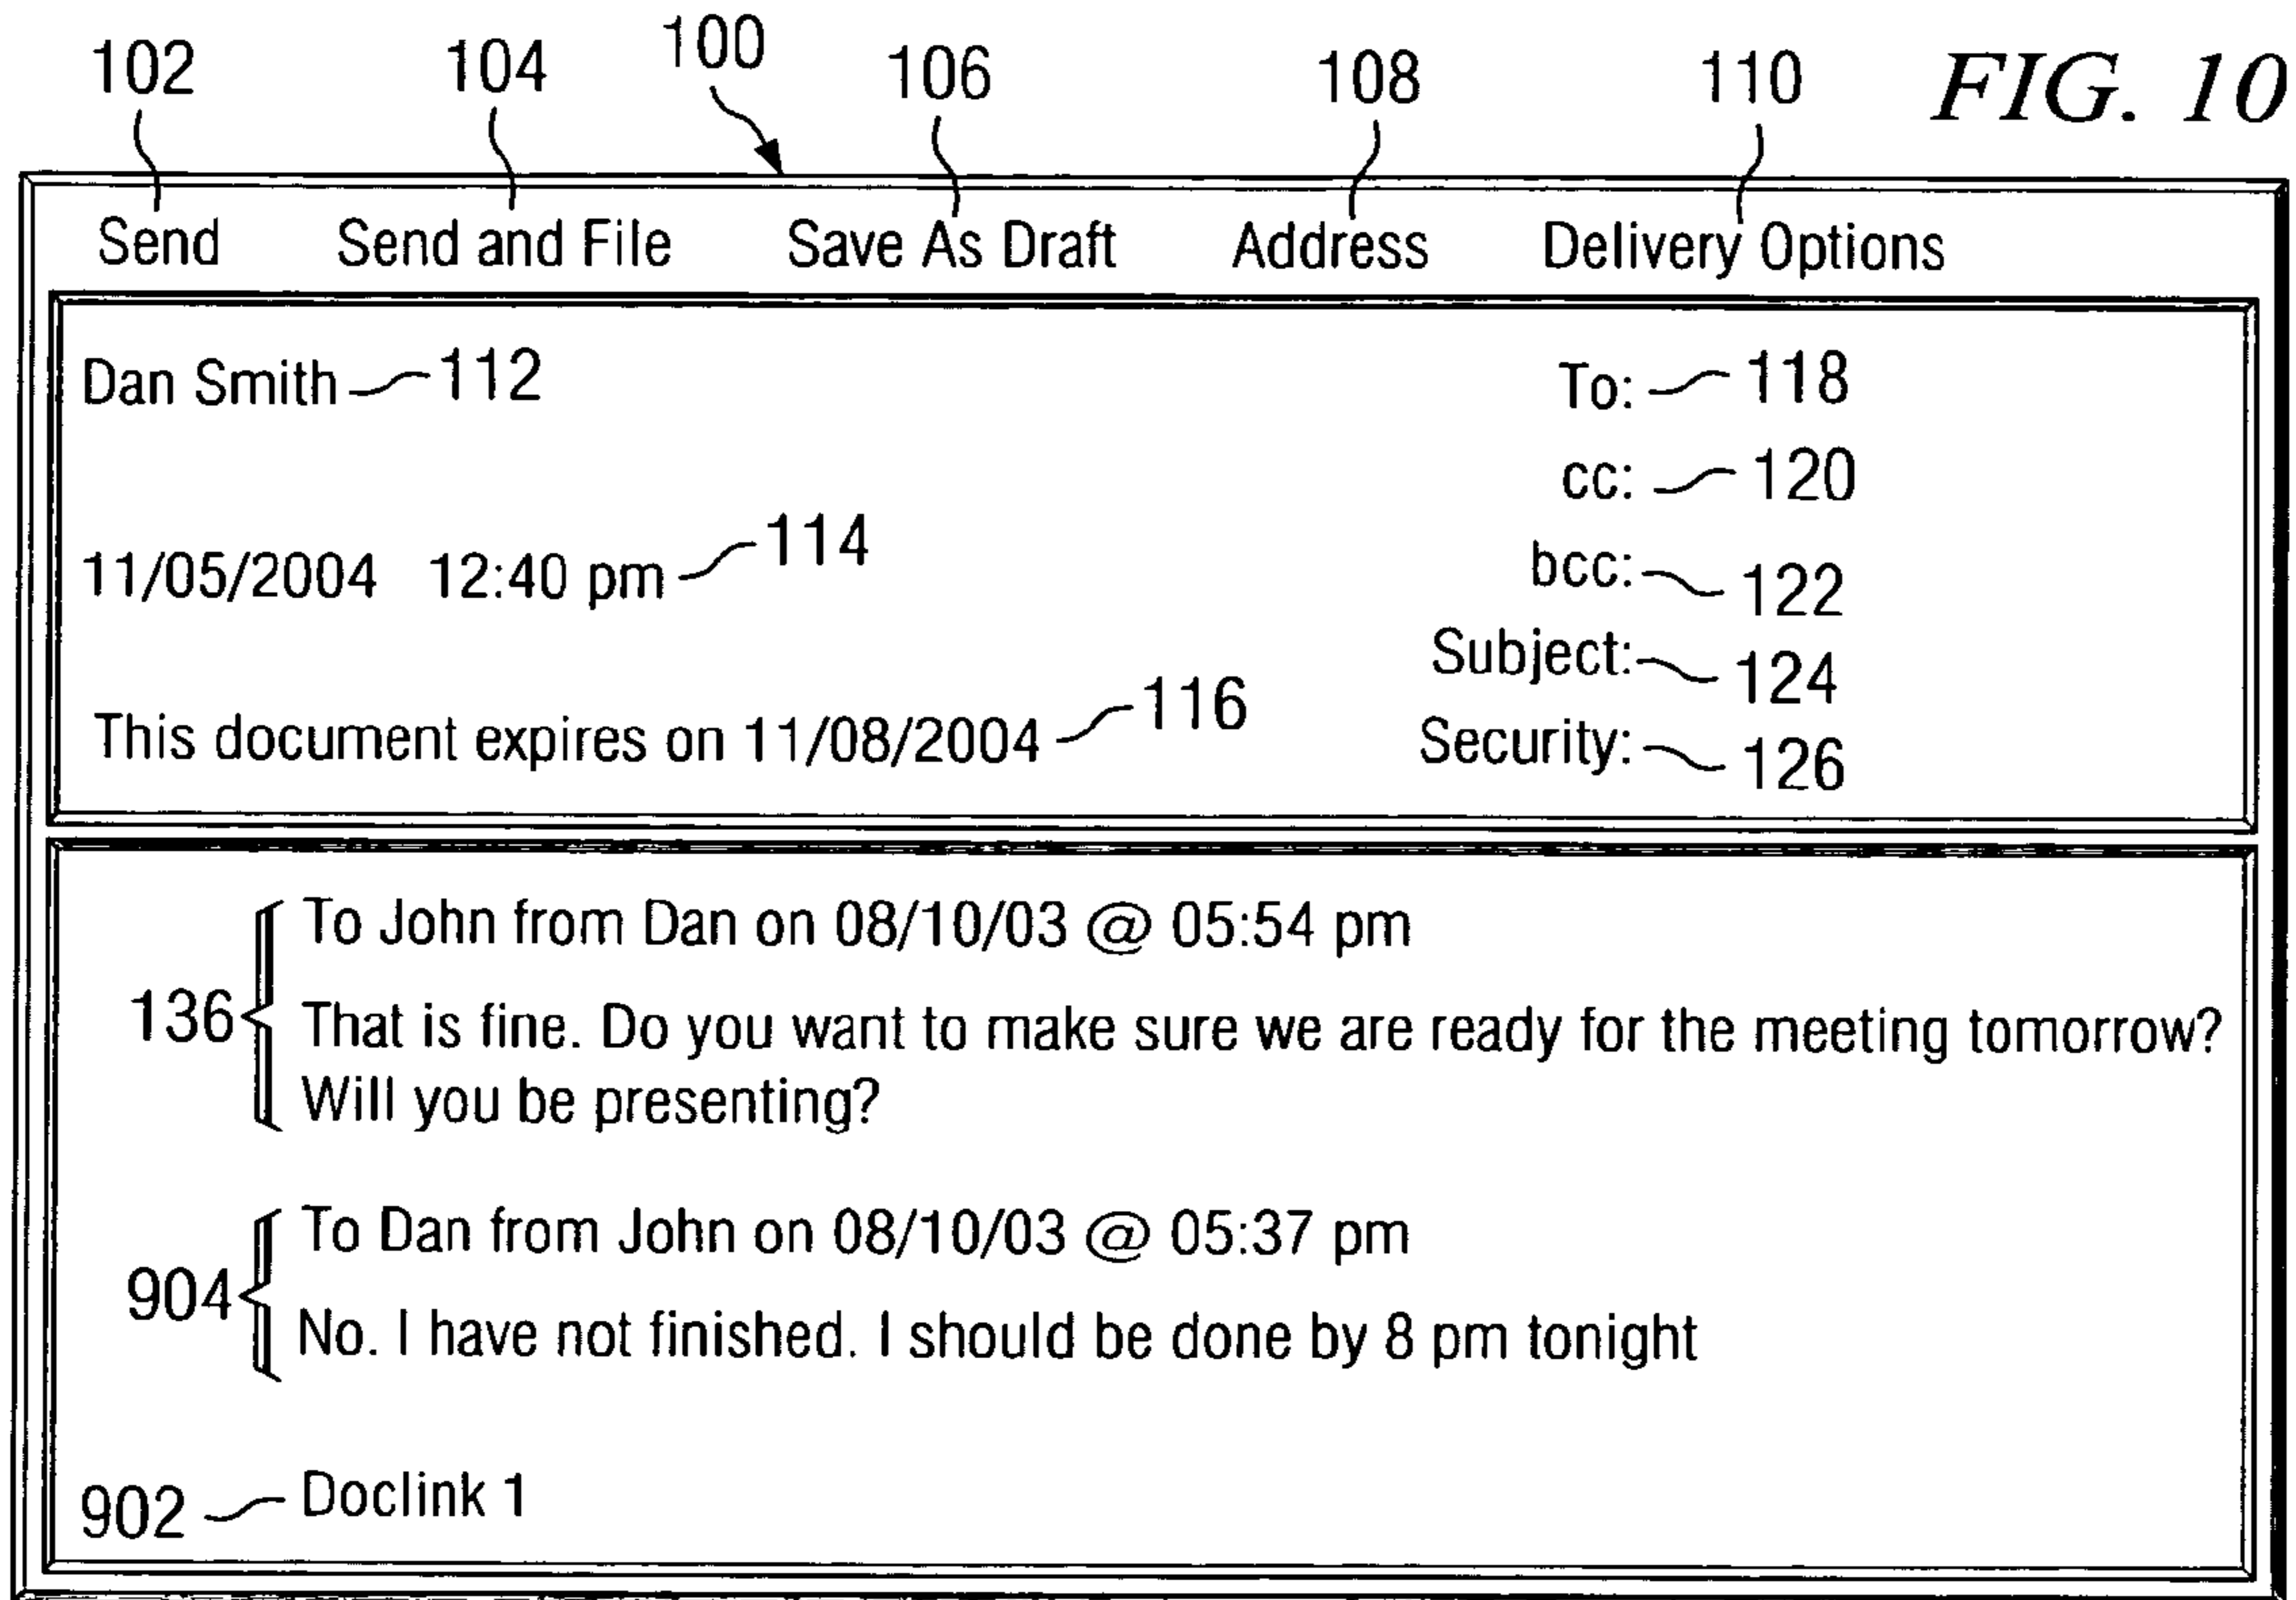 102 104 100 106 108 110 FIG. 10
Send Send and File Save As Draft Address Delivery Options
Dan Smith 112 To: 118
cc: 120
11/05/2004 12:40 pm 114 bcc: 122
Subject: 124
This document expires on 11/08/2004 116 Security: 126
To John from Dan on 08/10/03 @ 05:54 pm
136 That is fine. Do you want to make sure we are ready for the meeting tomorrow?
Will you be presenting?
To Dan from John on 08/10/03 @ 05:37 pm
904 No. I have not finished. I should be done by 8 pm tonight
902 Doclink 1